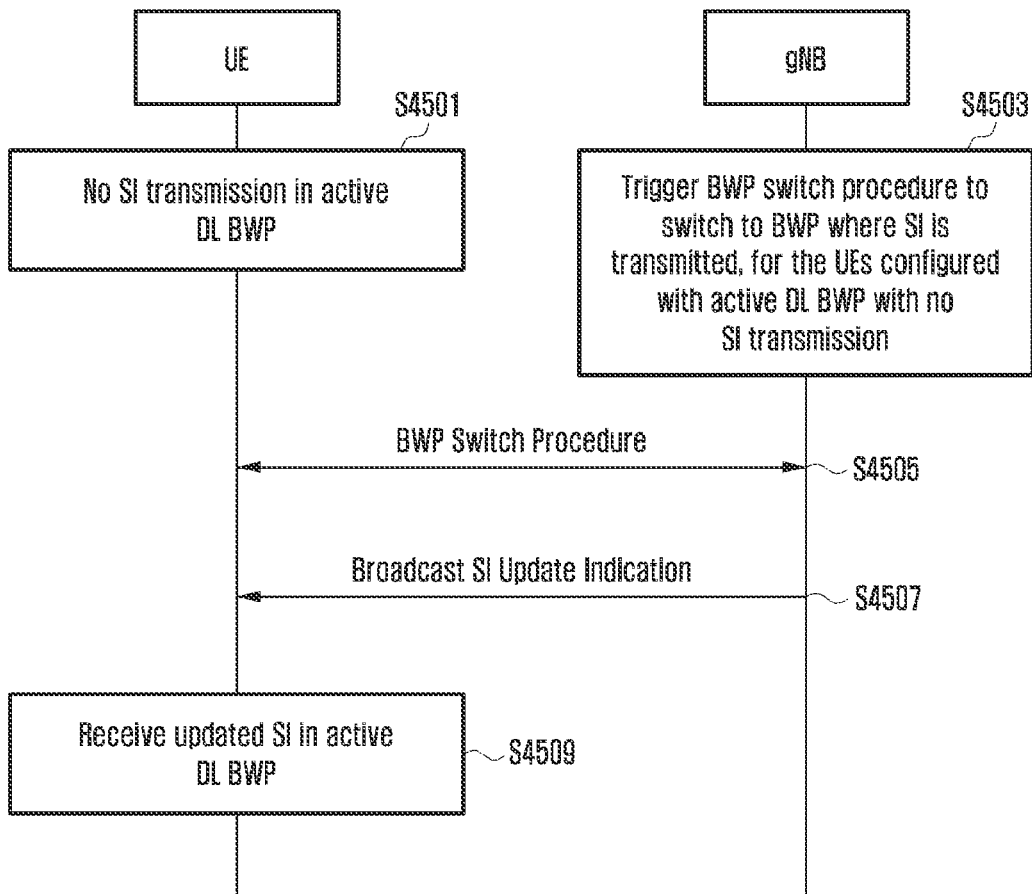 UE
gNB
S4501
S4503
No SI transmission in active
DL BWP
Trigger BWP switch procedure to
switch to BWP where SI is
transmitted, for the UEs configured
with active DL BWP with no
SI transmission
BWP Switch Procedure
S4505
Broadcast SI Update Indication
S4507
Receive updated SI in active
DL BWP
S4509